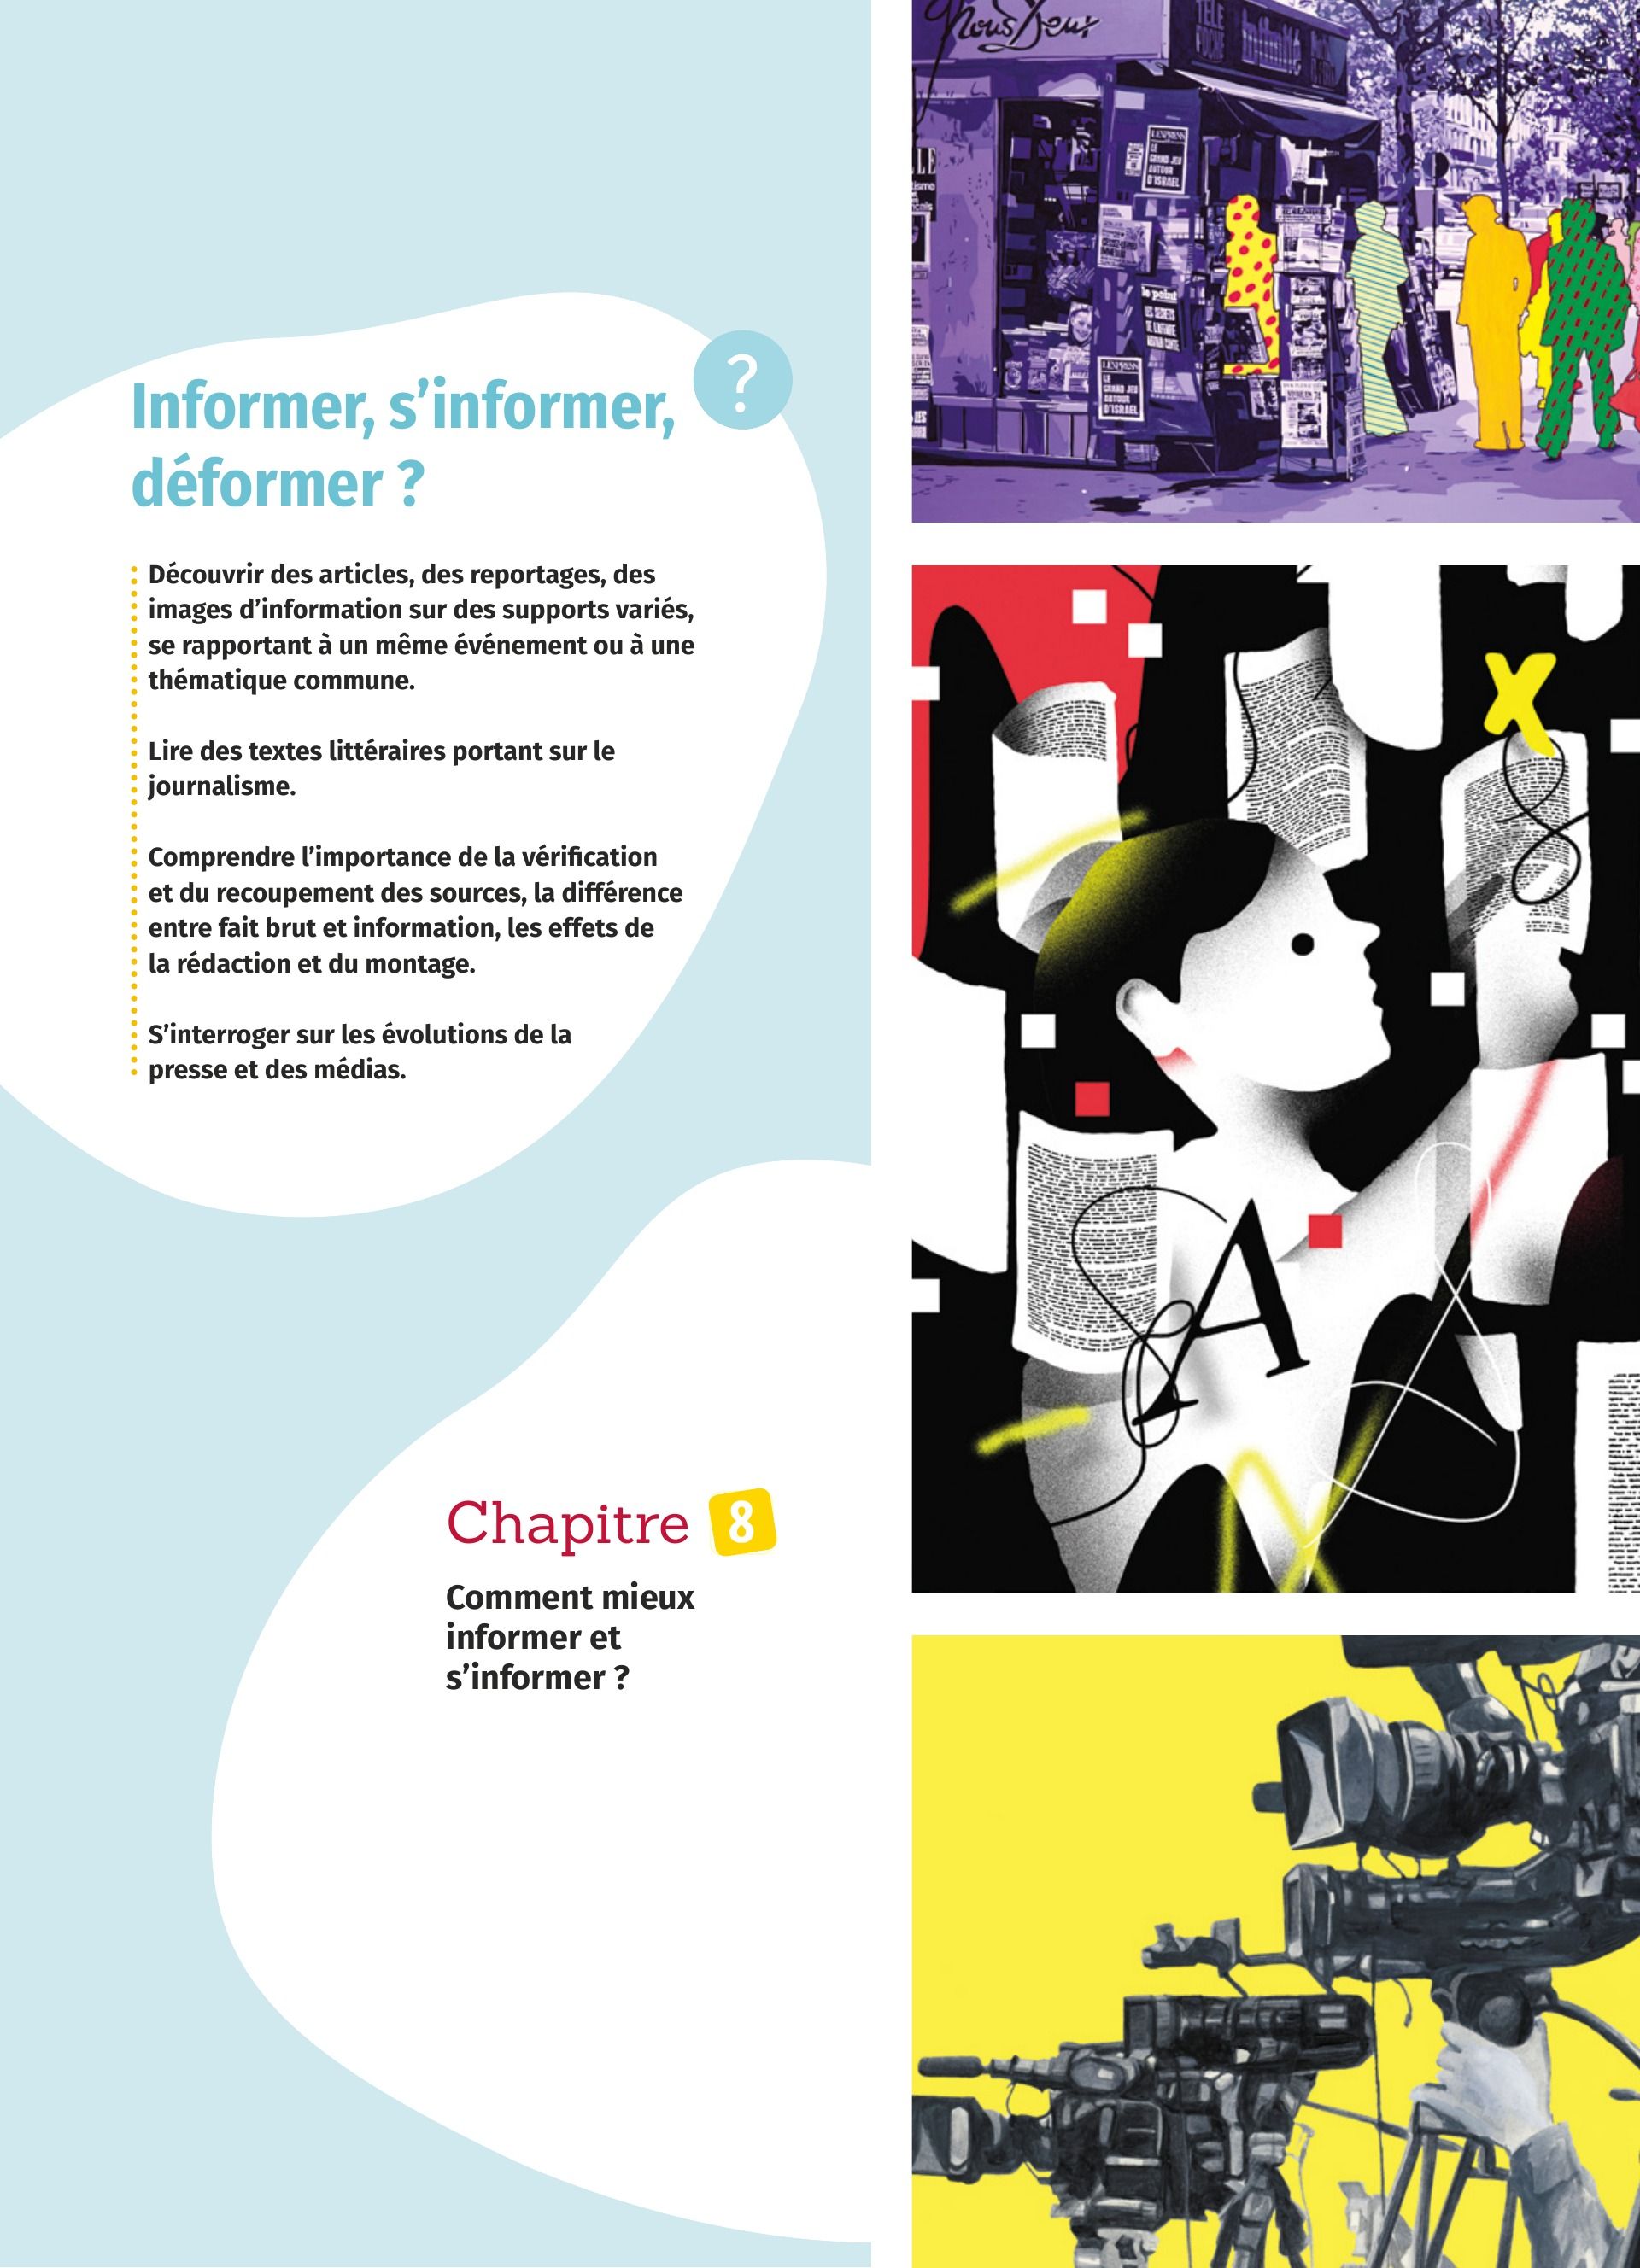 Informer, s'informer,
déformer ?
?
Découvrir des articles, des reportages, des
images d'information sur des supports variés,
se rapportant à un même événement ou à une
thématique commune.
Lire des textes littéraires portant sur le
journalisme.
Comprendre l'importance de la vérification
et du recoupement des sources, la différence
entre fait brut et information, les effets de
la rédaction et du montage.
S'interroger sur les évolutions de la
presse et des médias.
Chapitre 8
Comment mieux
informer et
s'informer ?
Nous Deux
TELE
POCHE
L'EXPRESS
LE
GRAND JEU
AUTOUR
D'ISRAEL
le point
L'EXPRESS
LE
GRAND JEU
AUTOUR
D'ISRAEL
X
A